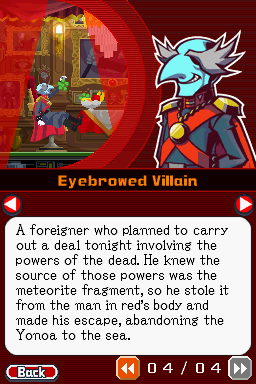 Eyebrowed Villain
A foreigner who planned to carry
out a deal tonight involving the
powers of the dead. He knew the
source of those powers was the
meteorite fragment, so he stole it
from the man in red's body and
made his escape, abandoning the
Yonoa to the sea.
Back
04/04